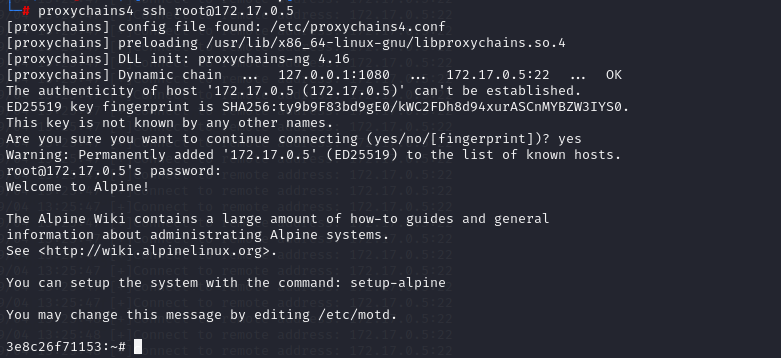 └─# proxychains4 ssh root@172.17.0.5
[proxychains] config file found: /etc/proxychains4.conf
[proxychains] preloading /usr/lib/x86_64-linux-gnu/libproxychains.so.4
[proxychains] DLL init: proxychains-ng 4.16
[proxychains] Dynamic chain  ...  127.0.0.1:1080  ...  172.17.0.5:22  ...  OK
The authenticity of host '172.17.0.5 (172.17.0.5)' can't be established.
ED25519 key fingerprint is SHA256:ty9b9F83bd9gE0/kWC2FDh8d94xurASCnMYBZW3IYS0.
This key is not known by any other names.
Are you sure you want to continue connecting (yes/no/[fingerprint])? yes
Warning: Permanently added '172.17.0.5' (ED25519) to the list of known hosts.
root@172.17.0.5's password:
Welcome to Alpine!
The Alpine Wiki contains a large amount of how-to guides and general
information about administrating Alpine systems.
See <http://wiki.alpinelinux.org>.
You can setup the system with the command: setup-alpine
You may change this message by editing /etc/motd.
3e8c26f71153:~#